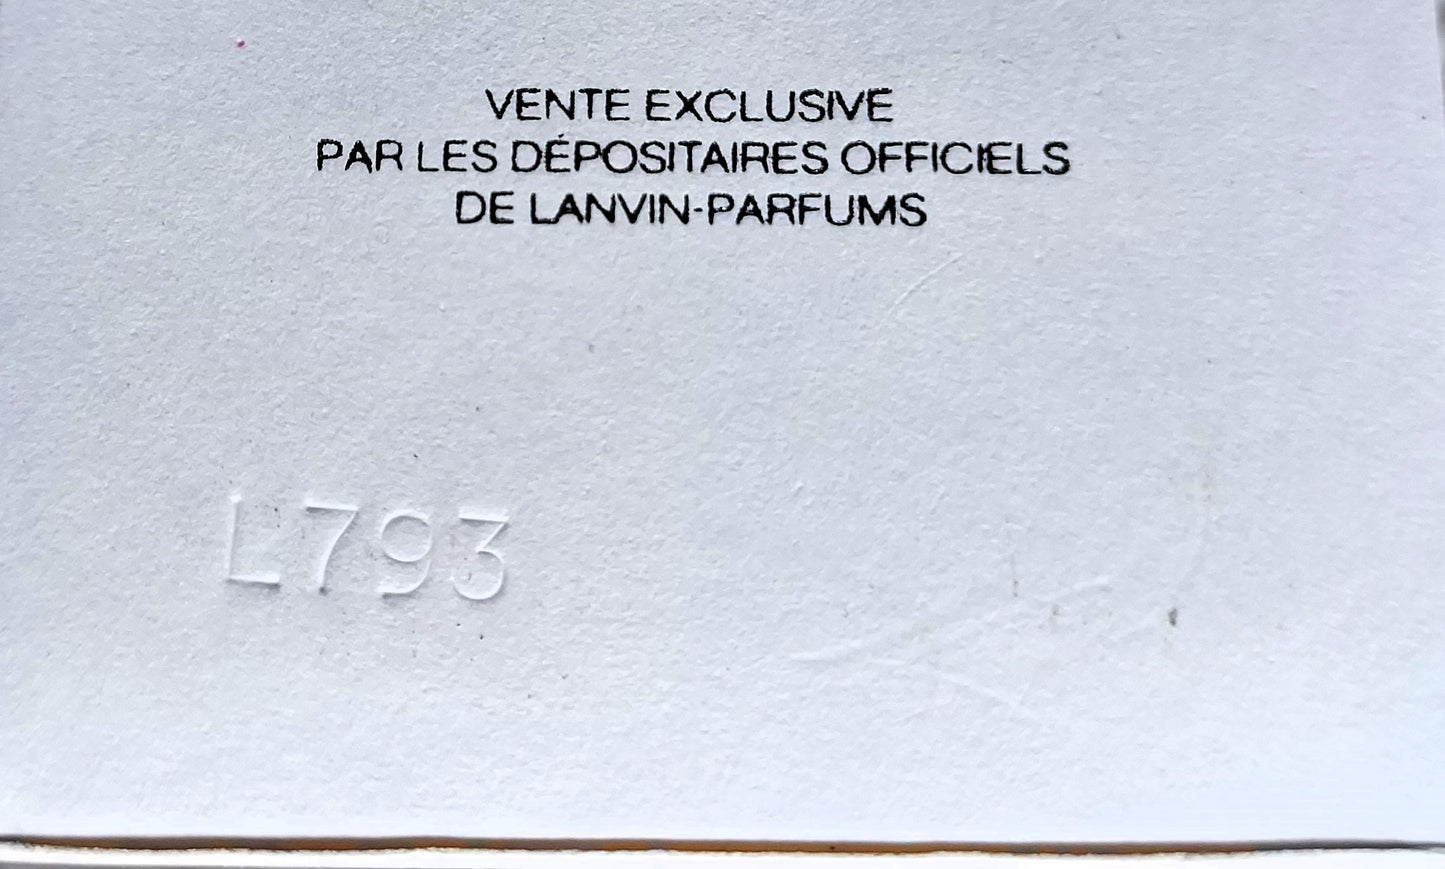 VENTE EXCLUSIVE
PAR LES DÉPOSITAIRES OFFICIELS
DE LANVIN-PARFUMS
L793